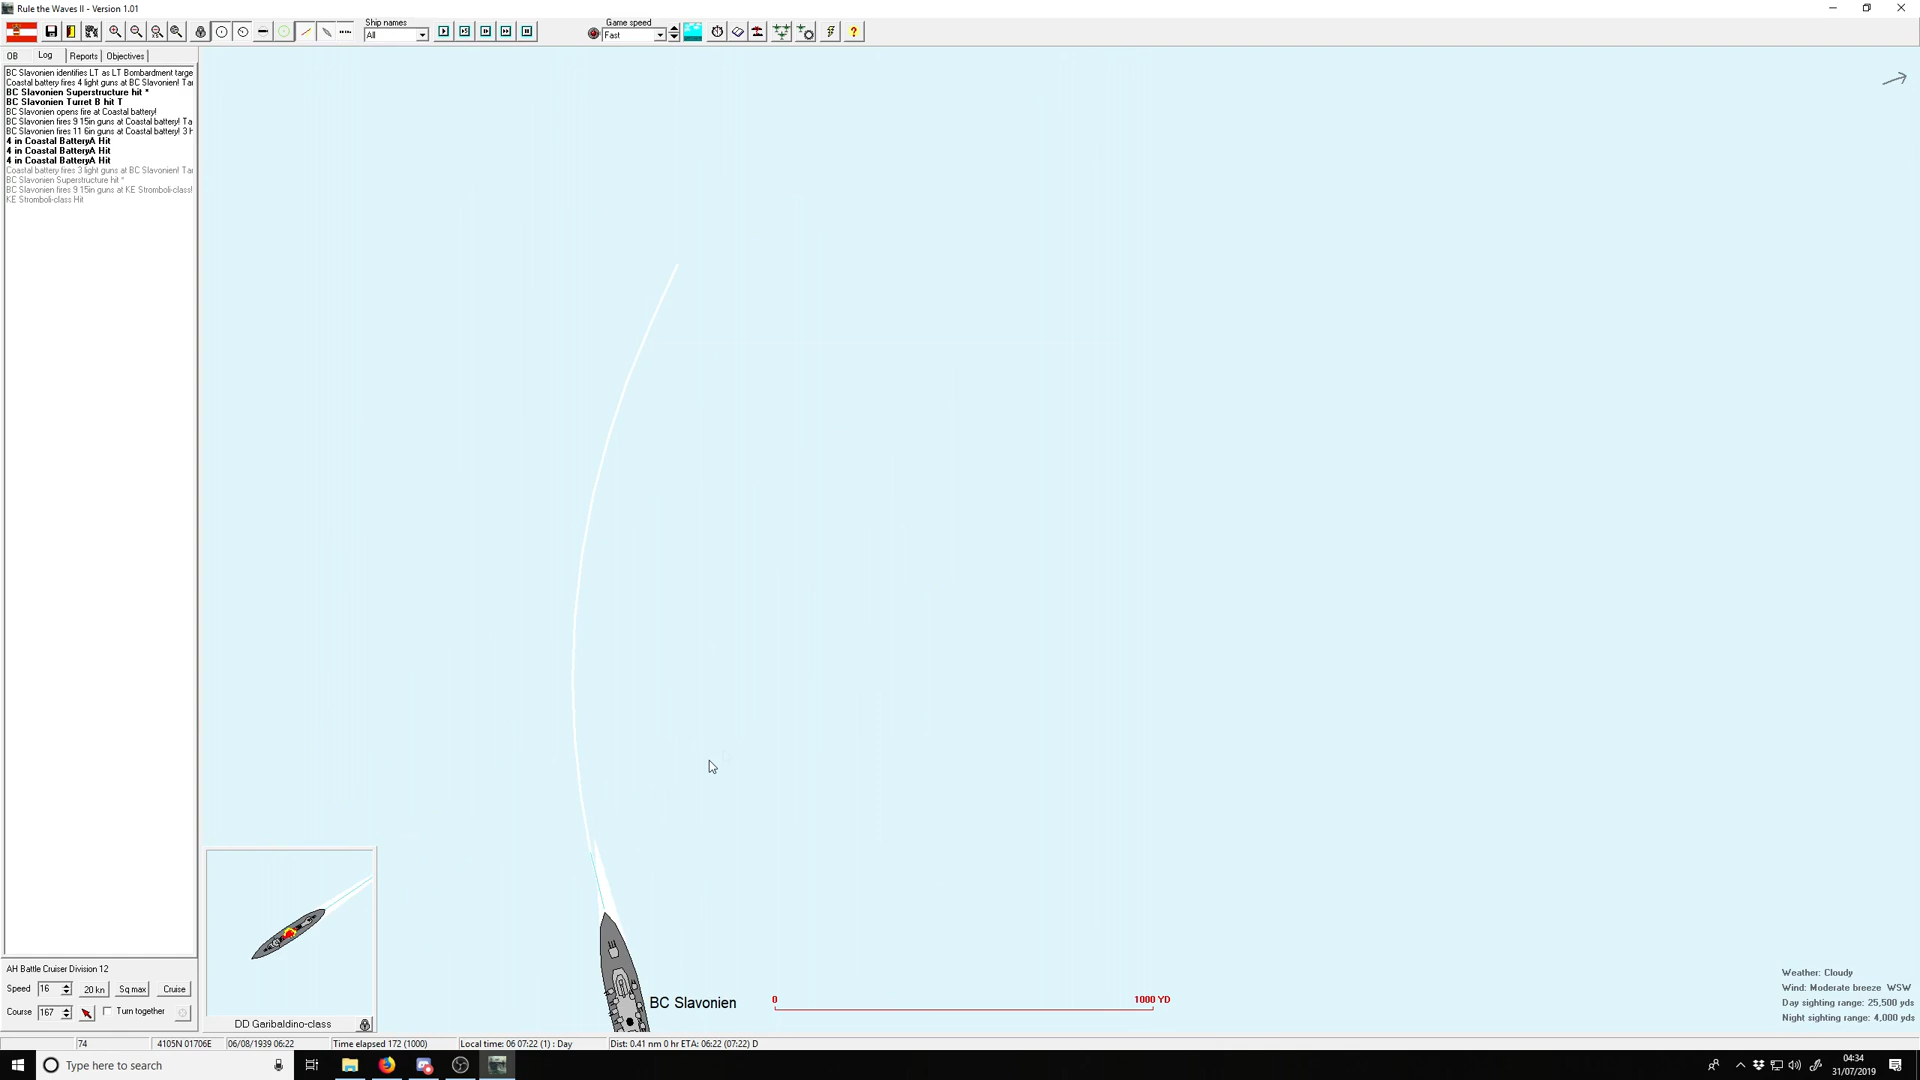 Rule the Waves II - Version 1.01
Ship names
All
Game speed
Fast
OB
Log
Reports
Objectives
BC Slavonien identifies LT as LT Bombardment targe
Coastal battery fires 4 light guns at BC Slavonien! Tar
BC Slavonien Superstructure hit *
BC Slavonien Turret B hit T
BC Slavonien opens fire at Coastal battery!
BC Slavonien fires 9 15in guns at Coastal battery! Ta
BC Slavonien fires 11 6in guns at Coastal battery! 3 h
4 in Coastal BatteryA Hit
4 in Coastal BatteryA Hit
4 in Coastal BatteryA Hit
Coastal battery fires 3 light guns at BC Slavonien! Tar
BC Slavonien Superstructure hit *
BC Slavonien fires 9 15in guns at KE Stromboli-class!
KE Stromboli-class Hit
BC Slavonien
0
1000 YD
Weather: Cloudy
Wind: Moderate breeze WSW
Day sighting range: 25,500 yds
Night sighting range: 4,000 yds
AH Battle Cruiser Division 12
Speed 16 20 kn Sq max Cruise
Course 167 Turn together
DD Garibaldino-class
74
4105N 01706E
06/08/1939 06:22
Time elapsed 172 (1000)
Local time: 06 07:22 (1) : Day
Dist: 0.41 nm 0 hr ETA: 06:22 (07:22) D
Type here to search
04:34
31/07/2019